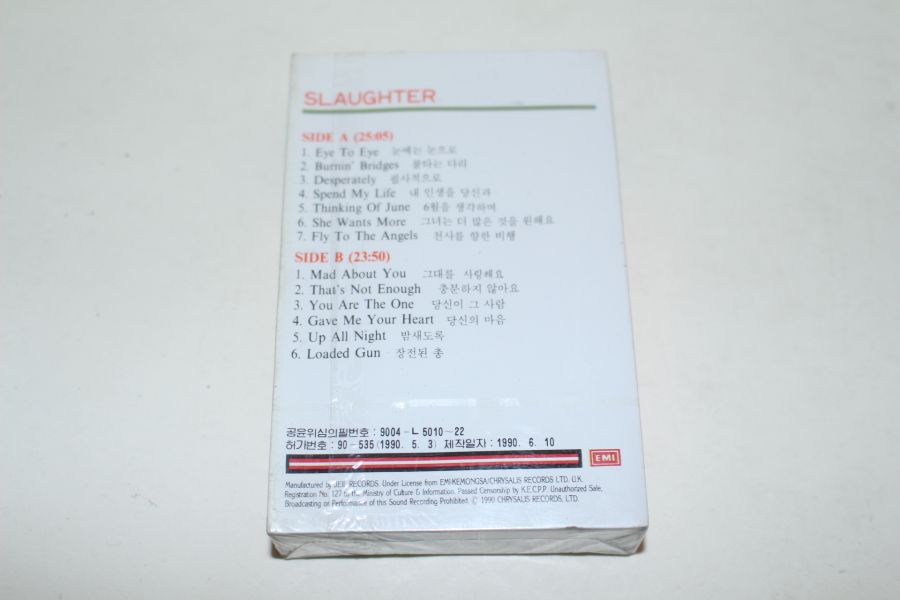 SLAUGHTER
SIDE A (25:05)
1. Eye To Eye 눈에는 눈으로
2. Burnin' Bridges 불타는 다리
3. Desperately 필사적으로
4. Spend My Life 내 인생을 당신과
5. Thinking Of June 6월을 생각하며
6. She Wants More 그녀는 더 많은 것을 원해요
7. Fly To The Angels 천사를 향한 비행
SIDE B (23:50)
1. Mad About You 그대를 사랑해요
2. That's Not Enough 충분하지 않아요
3. You Are The One 당신이 그 사람
4. Gave Me Your Heart 당신의 마음
5. Up All Night 밤새도록
6. Loaded Gun 장전된 총
공윤위심의필번호 : 9004-ㄴ5010~22
허가번호 : 90-535 (1990. 5. 3) 제작일자 : 1990. 6. 10
EMI
Manufactured by JEIL RECORDS. Under License from EMI-KEMONGSA/CHRYSALIS RECORDS LTD. U.K.
Registration No. 127 to the Ministry of Culture & Information. Passed Censorship by K.E.C.P.P. Unauthorized Sale,
Broadcasting or Performance of this Sound Recording Prohibited. © 1990 CHRYSALIS RECORDS, LTD.